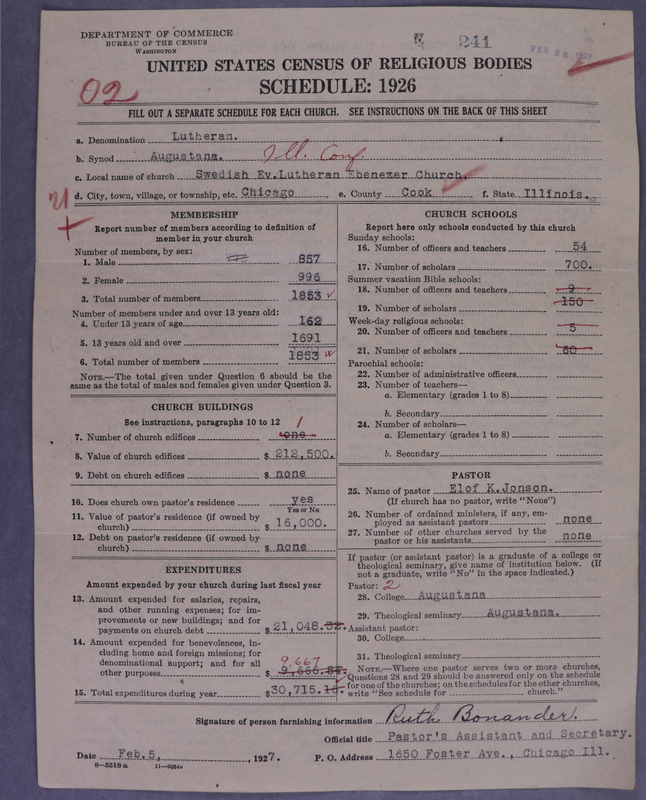 DEPARTMENT OF COMMERCE
BUREAU OF THE CENSUS
WASHINGTON
241
FEB 28 1927
UNITED STATES CENSUS OF RELIGIOUS BODIES
SCHEDULE: 1926
02
FILL OUT A SEPARATE SCHEDULE FOR EACH CHURCH. SEE INSTRUCTIONS ON THE BACK OF THIS SHEET
a. Denomination Lutheran.
b. Synod Augustana. Ill. Conf.
c. Local name of church Swedish Ev.Lutheran Ebenezer Church.
d. City, town, village, or township, etc. Chicago e. County Cook f. State Illinois.
MEMBERSHIP
Report number of members according to definition of member in your church
Number of members, by sex:
1. Male 857
2. Female 996
3. Total number of members 1853
Number of members under and over 13 years old:
4. Under 13 years of age 162
5. 13 years old and over 1691
6. Total number of members 1853
NOTE.—The total given under Question 6 should be the
same as the total of males and females given under Question 3.
CHURCH BUILDINGS
See instructions, paragraphs 10 to 12
7. Number of church edifices one 1
8. Value of church edifices $ 212,500.
9. Debt on church edifices $ none
10. Does church own pastor's residence yes
Yes or No
11. Value of pastor's residence (if owned by
church) $ 16,000.
12. Debt on pastor's residence (if owned by
church) $ none
EXPENDITURES
Amount expended by your church during last fiscal year
13. Amount expended for salaries, repairs,
and other running expenses; for im-
provements or new buildings; and for
payments on church debt $ 21,048.32.
14. Amount expended for benevolences, in-
cluding home and foreign missions; for
denominational support; and for all
9,667
other purposes $ 9,666.84.
15. Total expenditures during year $30,715.16.
CHURCH SCHOOLS
Report here only schools conducted by this church
Sunday schools:
16. Number of officers and teachers 54
17. Number of scholars 700.
Summer vacation Bible schools:
18. Number of officers and teachers 9
19. Number of scholars 150
Week-day religious schools:
20. Number of officers and teachers 5
21. Number of scholars 60
Parochial schools:
22. Number of administrative officers
23. Number of teachers—
a. Elementary (grades 1 to 8)
b. Secondary
24. Number of scholars—
a. Elementary (grades 1 to 8)
b. Secondary
PASTOR
25. Name of pastor Elof K.Jonson.
(If church has no pastor, write "None")
26. Number of ordained ministers, if any, em-
ployed as assistant pastors none
27. Number of other churches served by the
pastor or his assistants none
If pastor (or assistant pastor) is a graduate of a college or
theological seminary, give name of institution below. (If
not a graduate, write "No" in the space indicated.)
Pastor: 2
28. College Augustana
29. Theological seminary Augustana.
Assistant pastor:
30. College
31. Theological seminary
NOTE.—Where one pastor serves two or more churches,
Questions 28 and 29 should be answered only on the schedule
for one of the churches; on the schedules for the other churches,
write "See schedule for church."
Signature of person furnishing information Ruth Bonander.
Official title Pastor's Assistant and Secretary.
Date Feb.5, 1927. P. O. Address 1650 Foster Ave., Chicago Ill.
8—5518 a